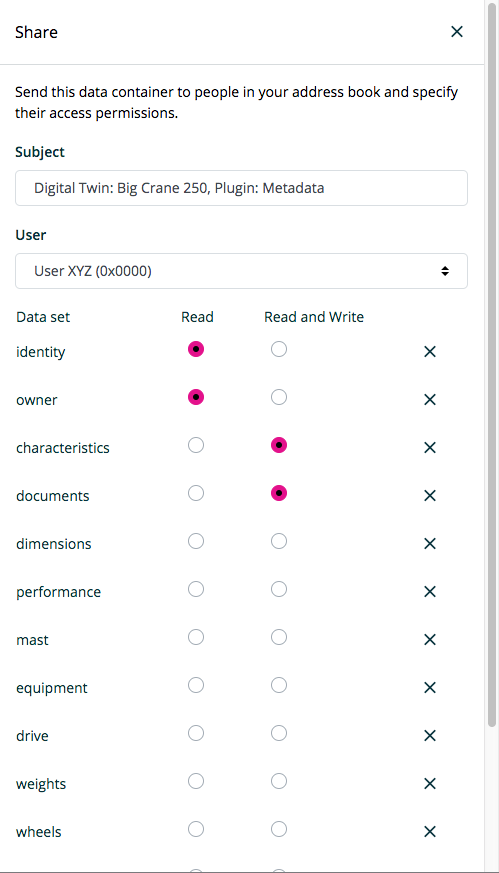 Share
Send this data container to people in your address book and specify
their access permissions.
Subject
Digital Twin: Big Crane 250, Plugin: Metadata
User
User XYZ (0x0000)
Data set Read Read and Write
identity
owner
characteristics
documents
dimensions
performance
mast
equipment
drive
weights
wheels